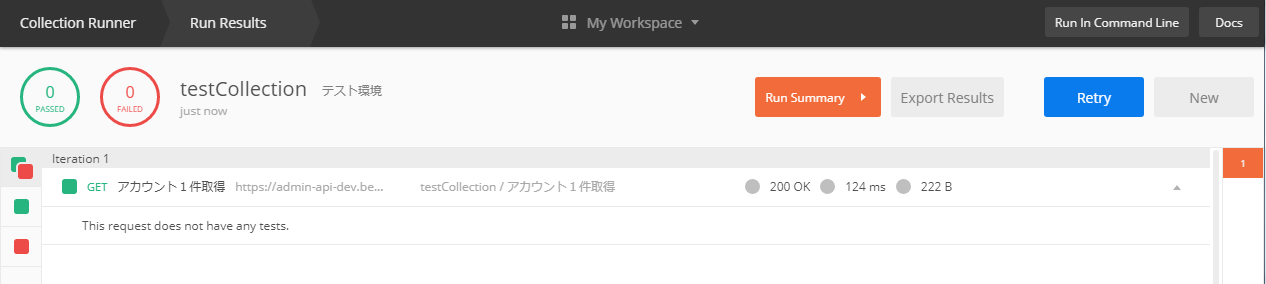 Collection Runner Run Results My Workspace Run In Command Line Docs
0 PASSED
0 FAILED
testCollection テスト環境
just now
Run Summary Export Results Retry New
Iteration 1
1
GET アカウント１件取得 https://admin-api-dev.be... testCollection / アカウント１件取得 200 OK 124 ms 222 B
This request does not have any tests.